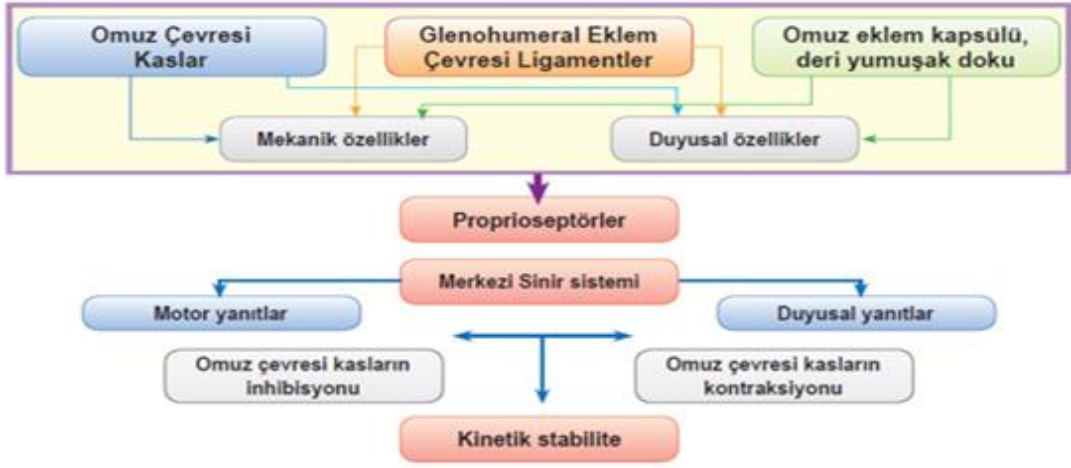 Omuz Çevresi
Kaslar
Glenohumeral Eklem
Çevresi Ligamentler
Omuz eklem kapsülü,
deri yumuşak doku
Mekanik özellikler
Duyusal özellikler
Proprioseptörler
Merkezi Sinir sistemi
Motor yanıtlar
Duyusal yanıtlar
Omuz çevresi kasların
inhibisyonu
Omuz çevresi kasların
kontraksiyonu
Kinetik stabilite